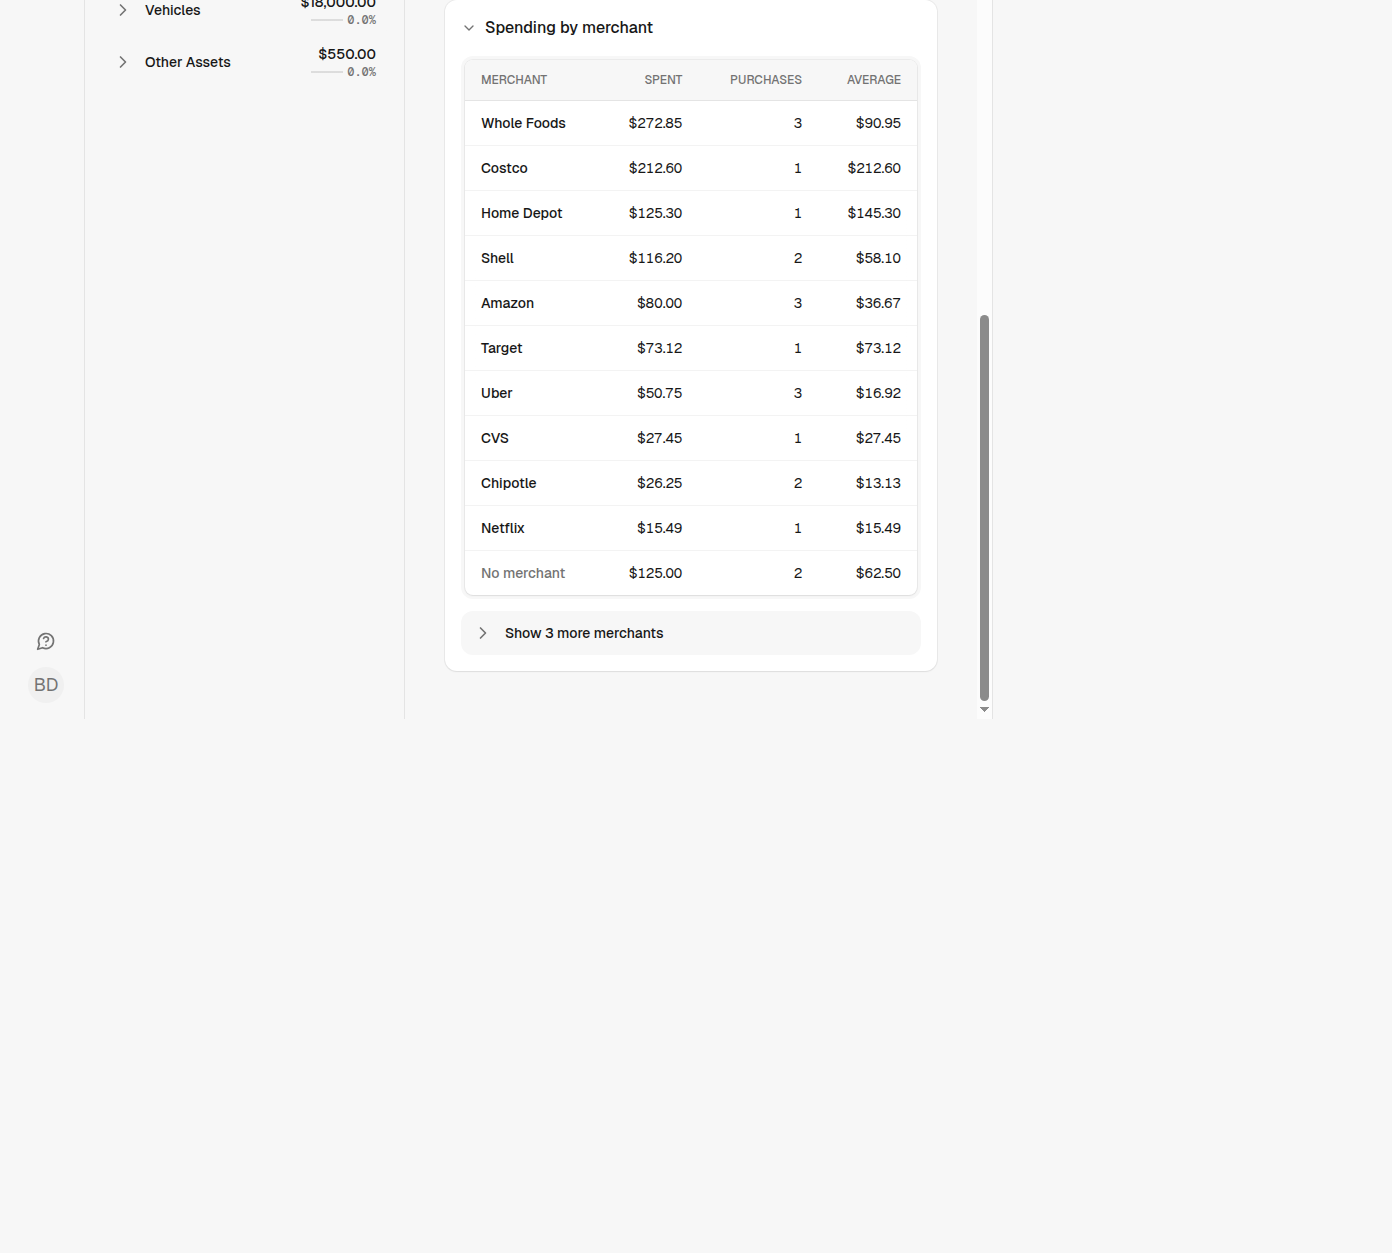 Vehicles
$18,000.00
0.0%
Other Assets
$550.00
0.0%
Spending by merchant
MERCHANT SPENT PURCHASES AVERAGE
Whole Foods $272.85 3 $90.95
Costco $212.60 1 $212.60
Home Depot $125.30 1 $145.30
Shell $116.20 2 $58.10
Amazon $80.00 3 $36.67
Target $73.12 1 $73.12
Uber $50.75 3 $16.92
CVS $27.45 1 $27.45
Chipotle $26.25 2 $13.13
Netflix $15.49 1 $15.49
No merchant $125.00 2 $62.50
Show 3 more merchants
BD